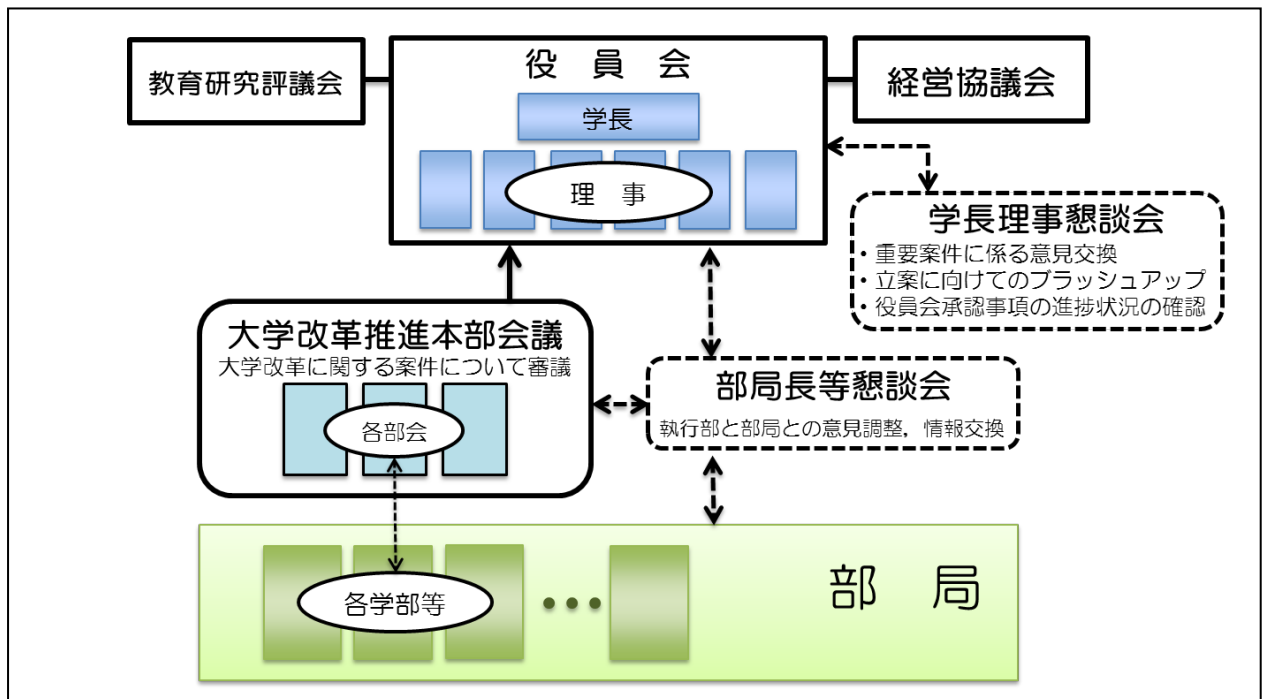 役 員 会
教育研究評議会
経営協議会
学長
理 事
学長理事懇談会
・重要案件に係る意見交換
・立案に向けてのブラッシュアップ
・役員会承認事項の進捗状況の確認
大学改革推進本部会議
大学改革に関する案件について審議
各部会
部局長等懇談会
執行部と部局との意見調整，情報交換
各学部等
•••
部 局